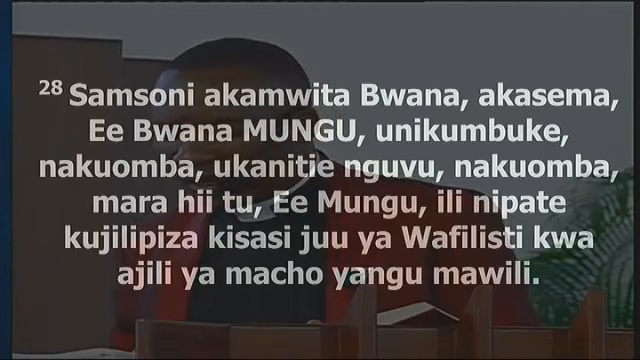 28 Samsoni akamwita Bwana, akasema,
Ee Bwana MUNGU, unikumbuke,
nakuomba, ukanitie nguvu, nakuomba,
mara hii tu, Ee Mungu, ili nipate
kujilipiza kisasi juu ya Wafilisti kwa
ajili ya macho yangu mawili.